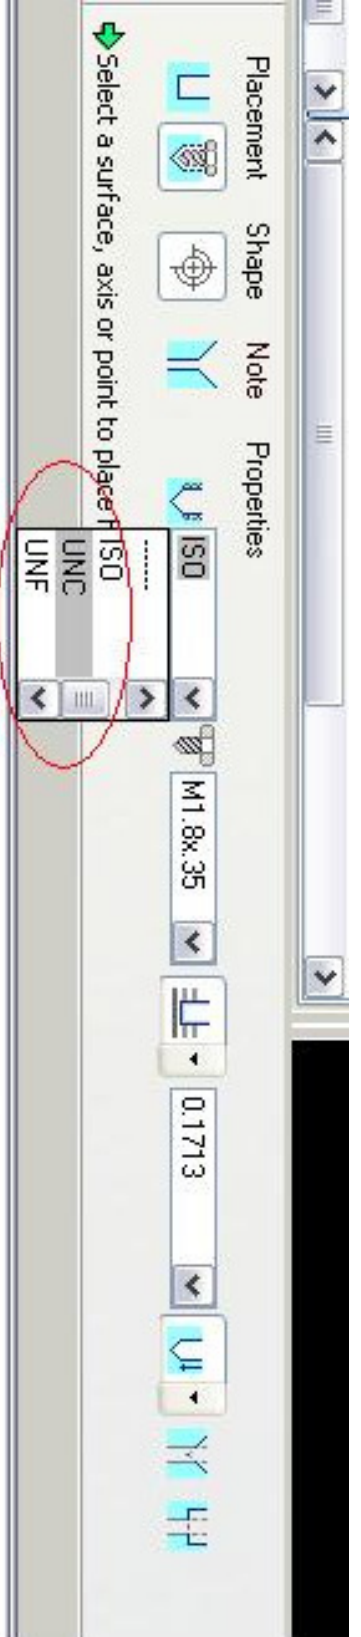 Placement Shape Note Properties
ISO M1.8x.35 0.1713
Select a surface, axis or point to place
------
ISO
UNC
UNF